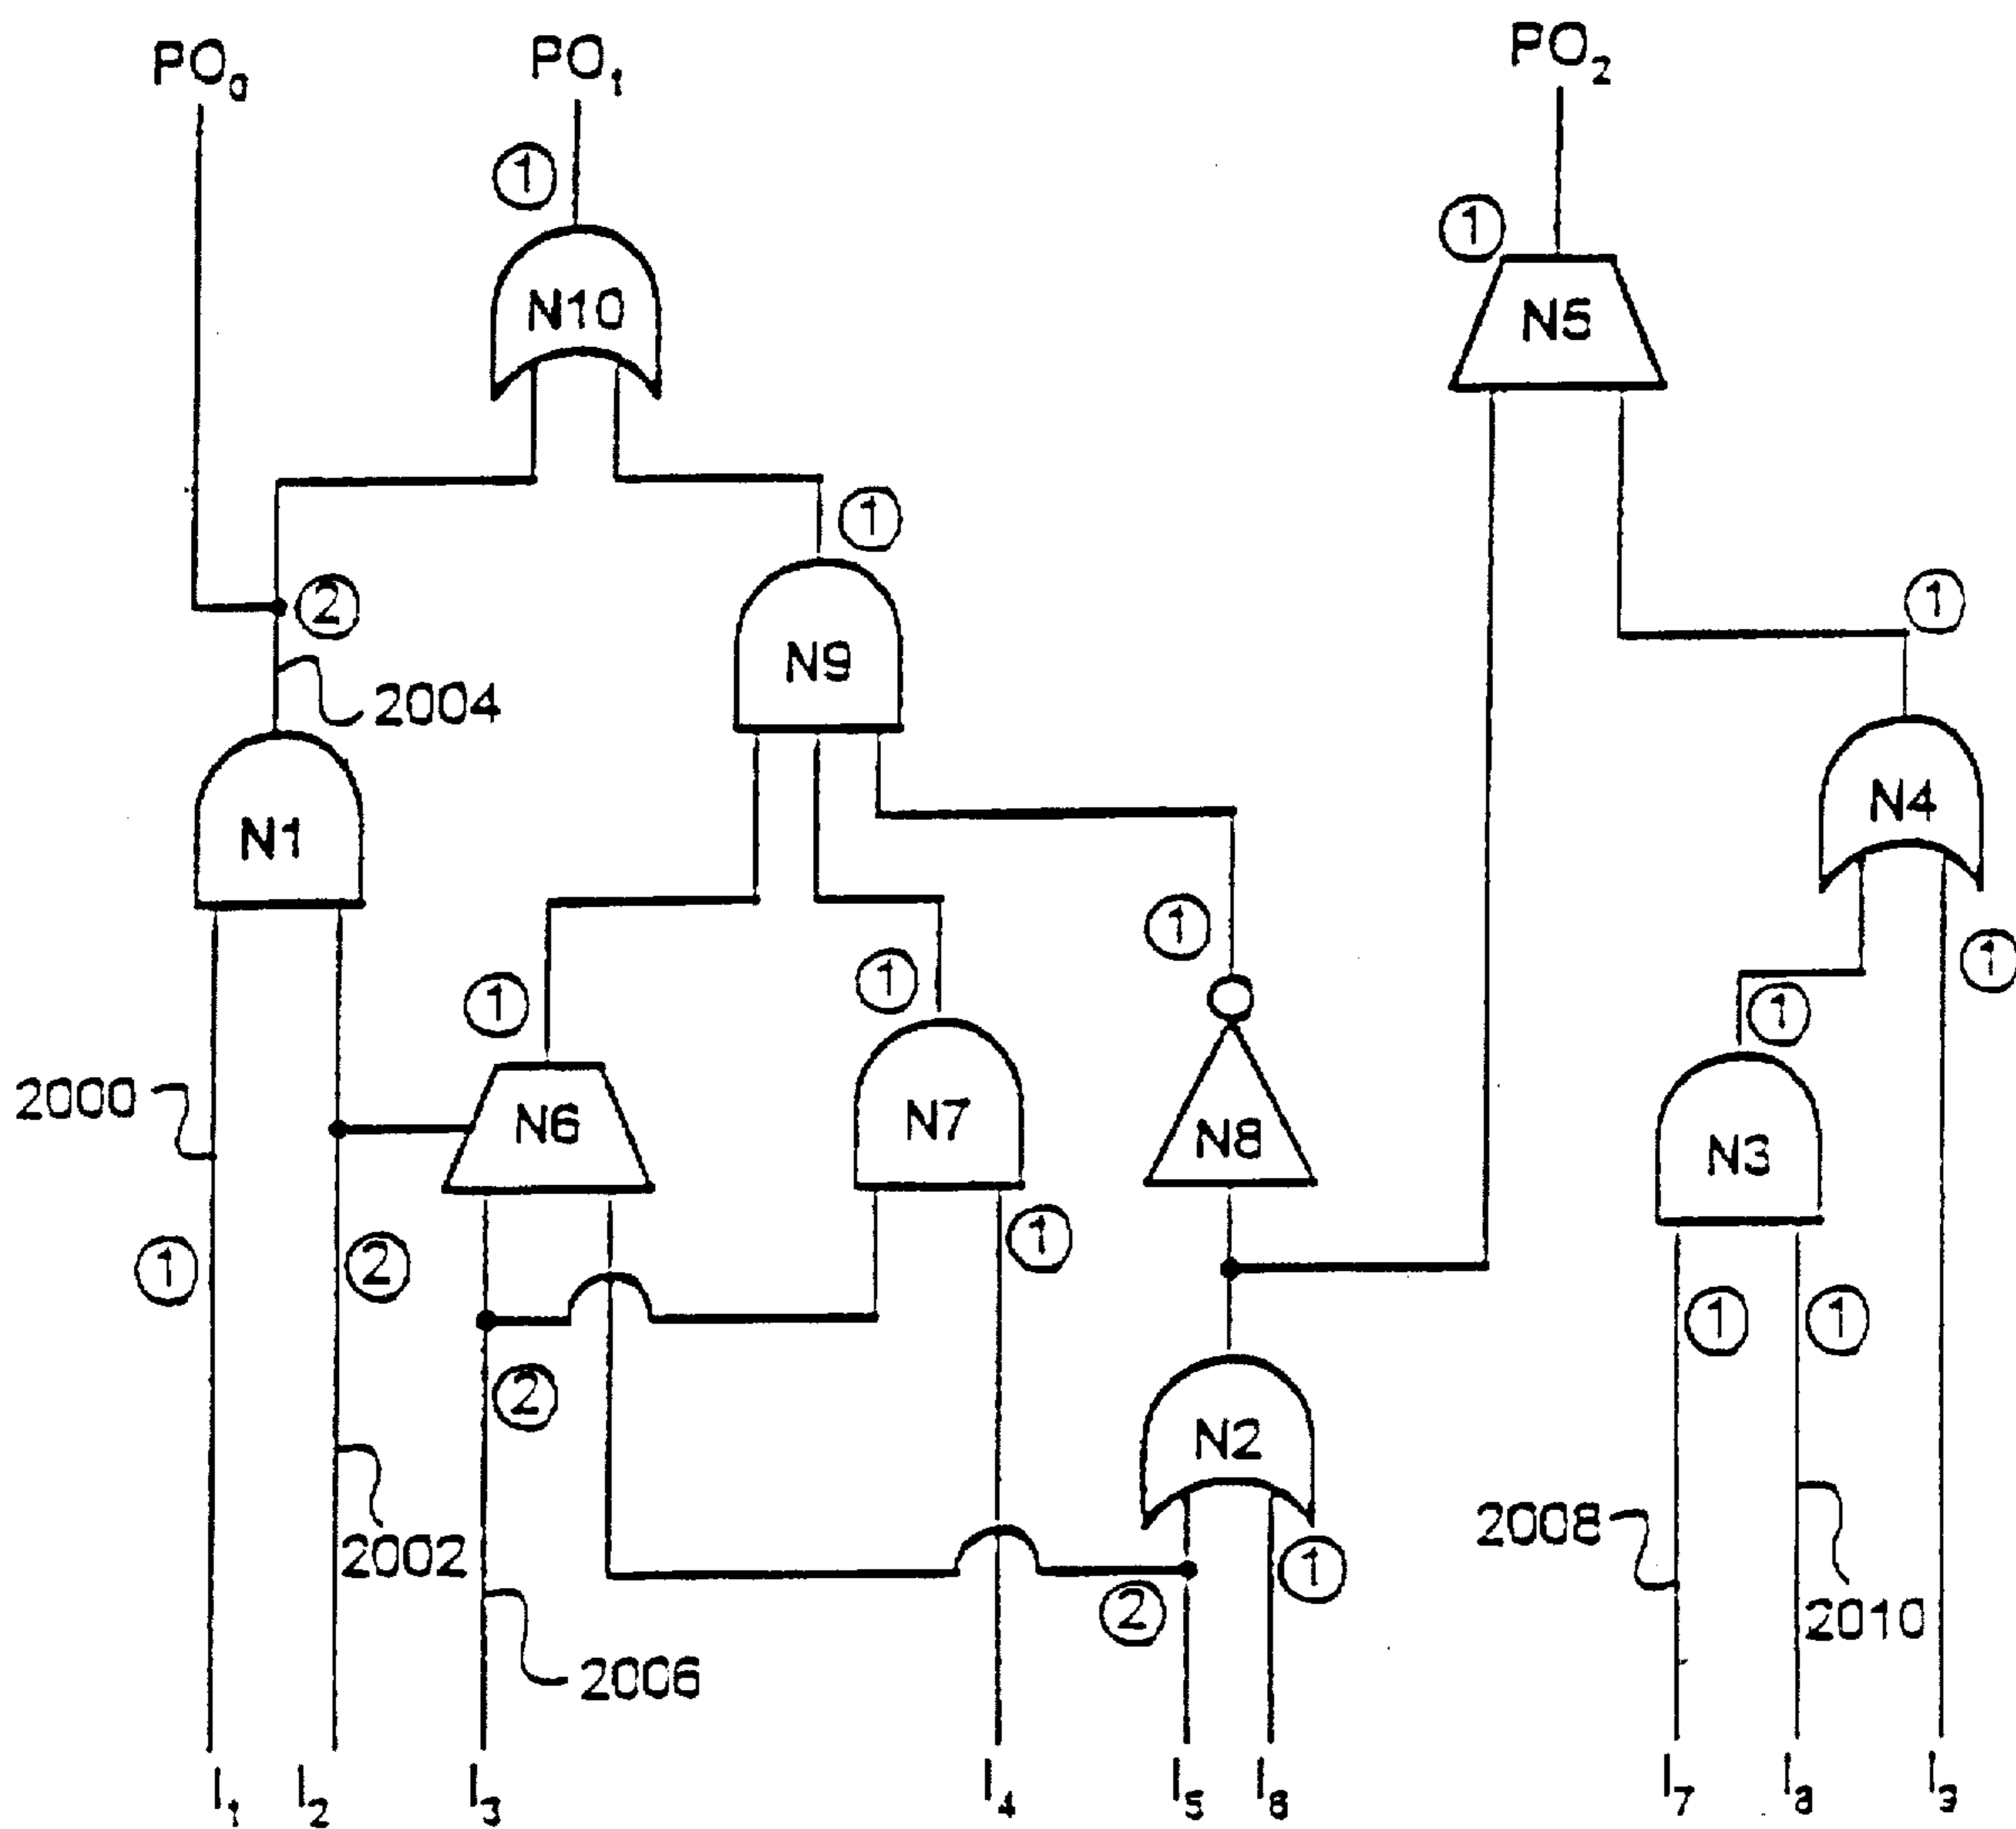 PO₀ PO₁ PO₂
①
①
N10
N5
①
①
②
N9
2004
N4
N1
①
①
①
①
①
2000
N6
N7
N8
N3
①
①
②
①
①
②
N2
2002
2008
①
②
2010
2006
I₁ I₂ I₃ I₄ I₅ I₆ I₇ I₈ I₉